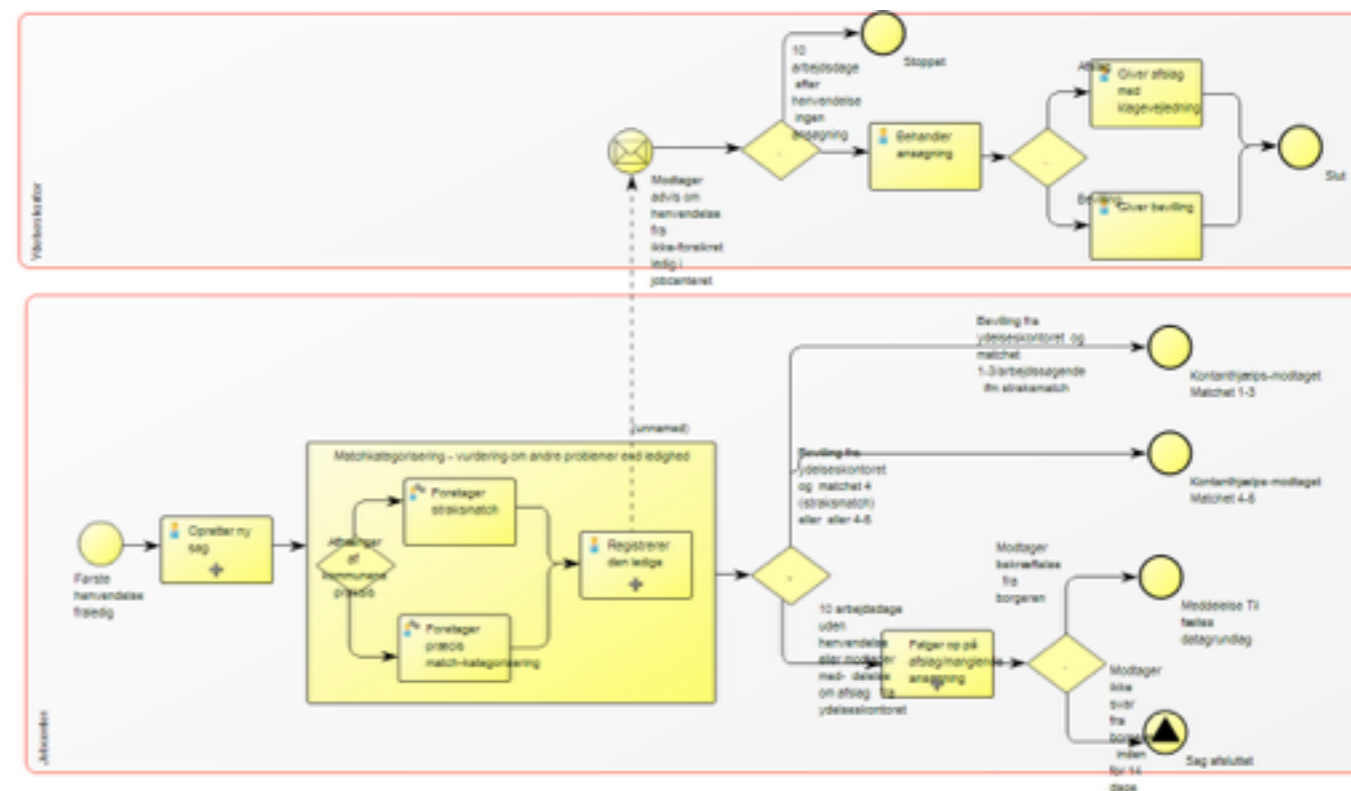 Ydelseskontor
10
arbejdsdage
efter
henvendelse
ingen
ansøgning
Stoppet
Modtager
advis om
henvendelse
fra
ikke-forsikret
ledig i
jobcenteret
Behandler
ansøgning
Afslag
Giver afslag
med
klagevejledning
Bevilling
Giver bevilling
Slut
Jobcenter
Første
henvendelse
fra ledig
Opretter ny
sag
Matchkategorisering - vurdering om andre problemer end ledighed
Afhænger
af
kommunens
praksis
Foretager
straksmatch
Foretager
præcis
match-kategorisering
Registrerer
den ledige
(unnamed)
Bevilling fra
ydelseskontoret og
matchet
1-3/arbejdssøgende
ifm straksmatch
Kontanthjælps-modtaget
Matchet 1-3
Bevilling fra
ydelseskontoret
og matchet 4
(straksmatch)
eller eller 4-5
Kontanthjælps-modtaget
10 arbejdsdage
uden
henvendelse
eller modtager
med- delelse
om afslag fra
ydelseskontoret
Følger op på
afslag/manglende
ansøgning
Modtager
bekræftelse
fra
borgeren
Meddelelse Til
fælles
datagrundlag
Modtager
ikke
svar
fra
borgeren
inden
for 14
dage
Sag afsluttet